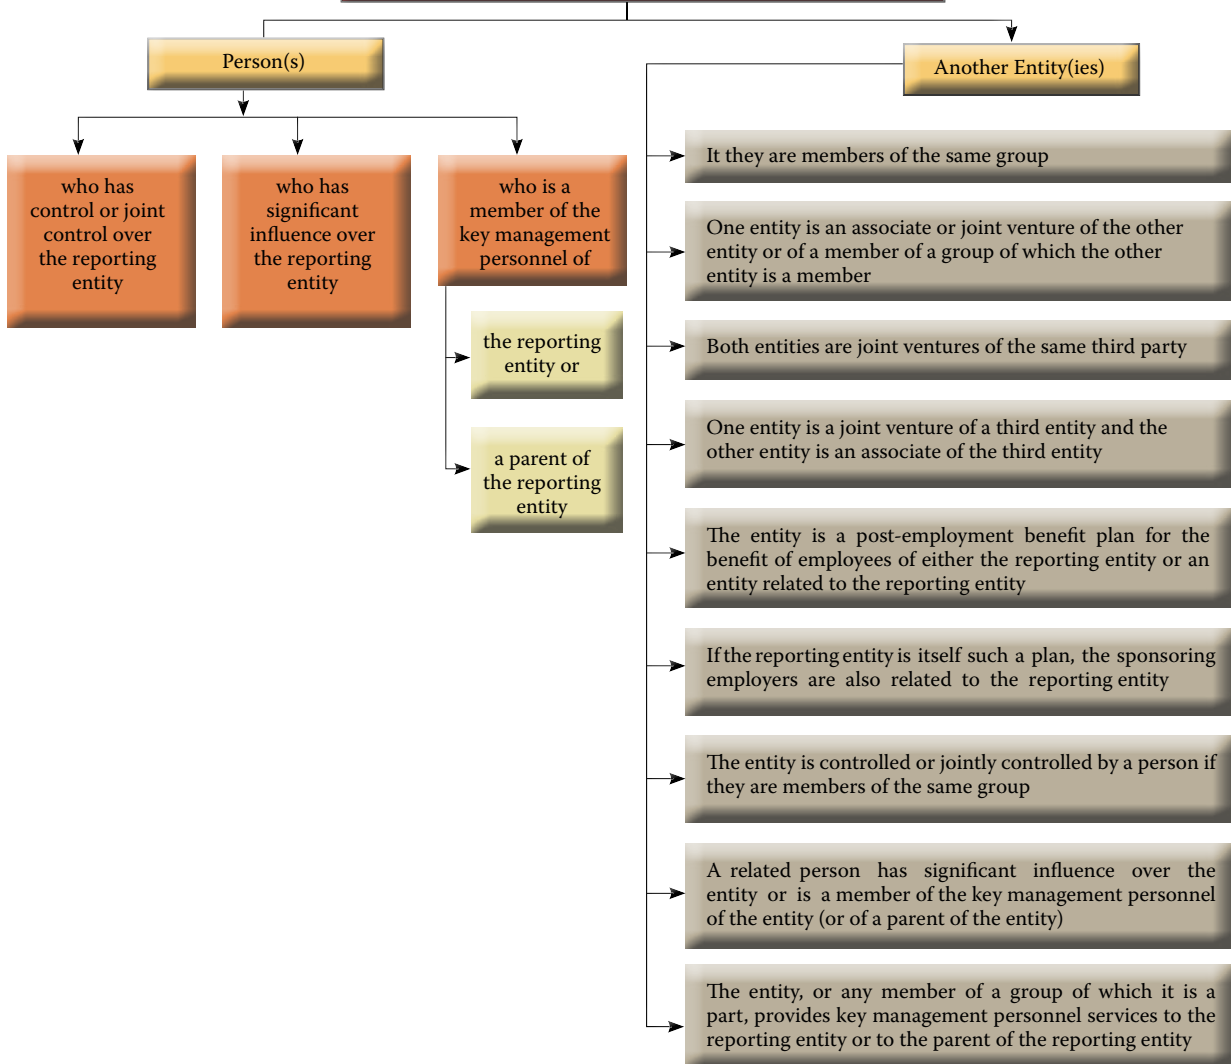 Person(s)
Another Entity(ies)
who has
control or joint
control over
the reporting
entity
who has
significant
influence over
the reporting
entity
who is a
member of the
key management
personnel of
the reporting
entity or
a parent of
the reporting
entity
It they are members of the same group
One entity is an associate or joint venture of the other
entity or of a member of a group of which the other
entity is a member
Both entities are joint ventures of the same third party
One entity is a joint venture of a third entity and the
other entity is an associate of the third entity
The entity is a post-employment benefit plan for the
benefit of employees of either the reporting entity or an
entity related to the reporting entity
If the reporting entity is itself such a plan, the sponsoring
employers are also related to the reporting entity
The entity is controlled or jointly controlled by a person if
they are members of the same group
A related person has significant influence over the
entity or is a member of the key management personnel
of the entity (or of a parent of the entity)
The entity, or any member of a group of which it is a
part, provides key management personnel services to the
reporting entity or to the parent of the reporting entity